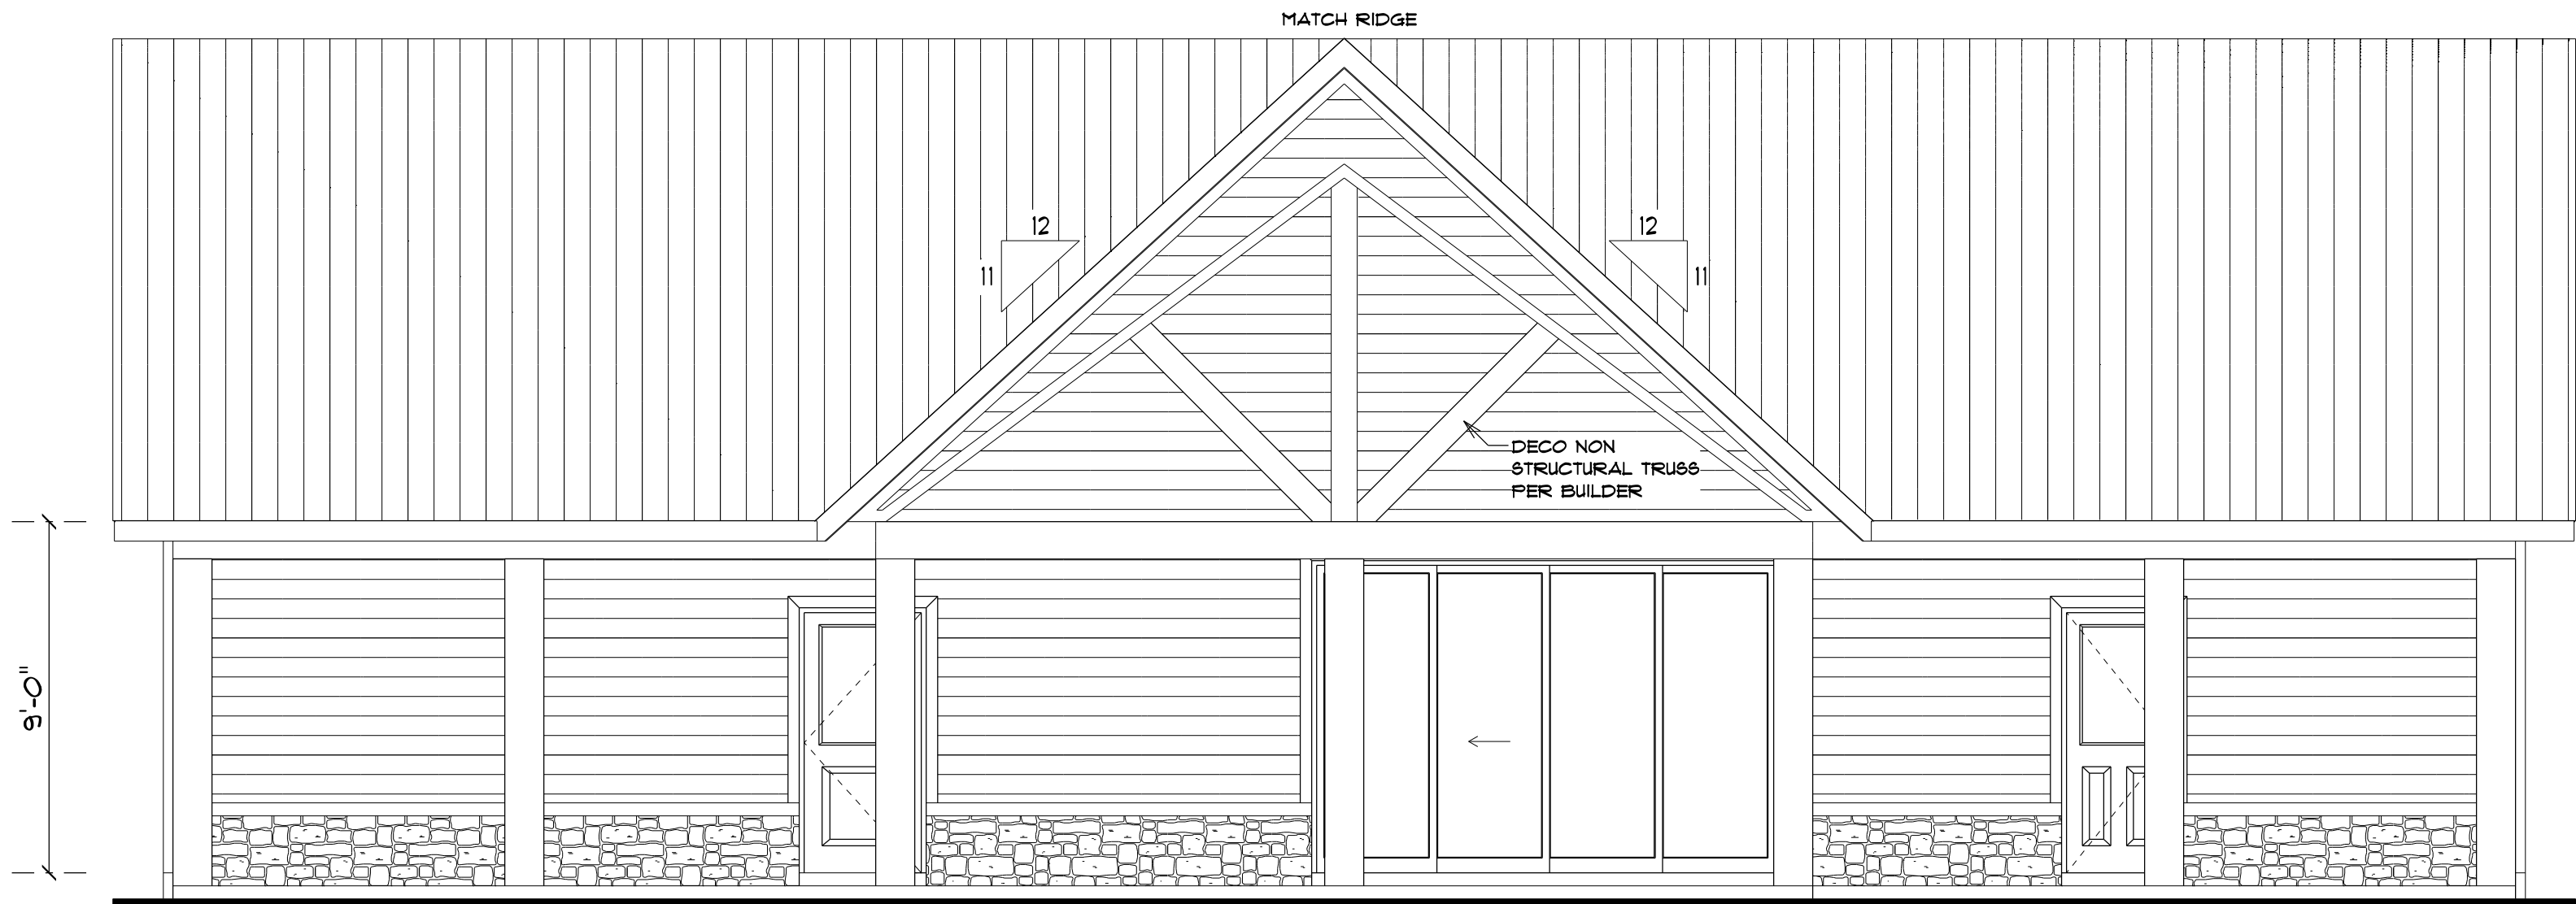 MATCH RIDGE
12
12
11
11
DECO NON
STRUCTURAL TRUSS
PER BUILDER
9'-0"